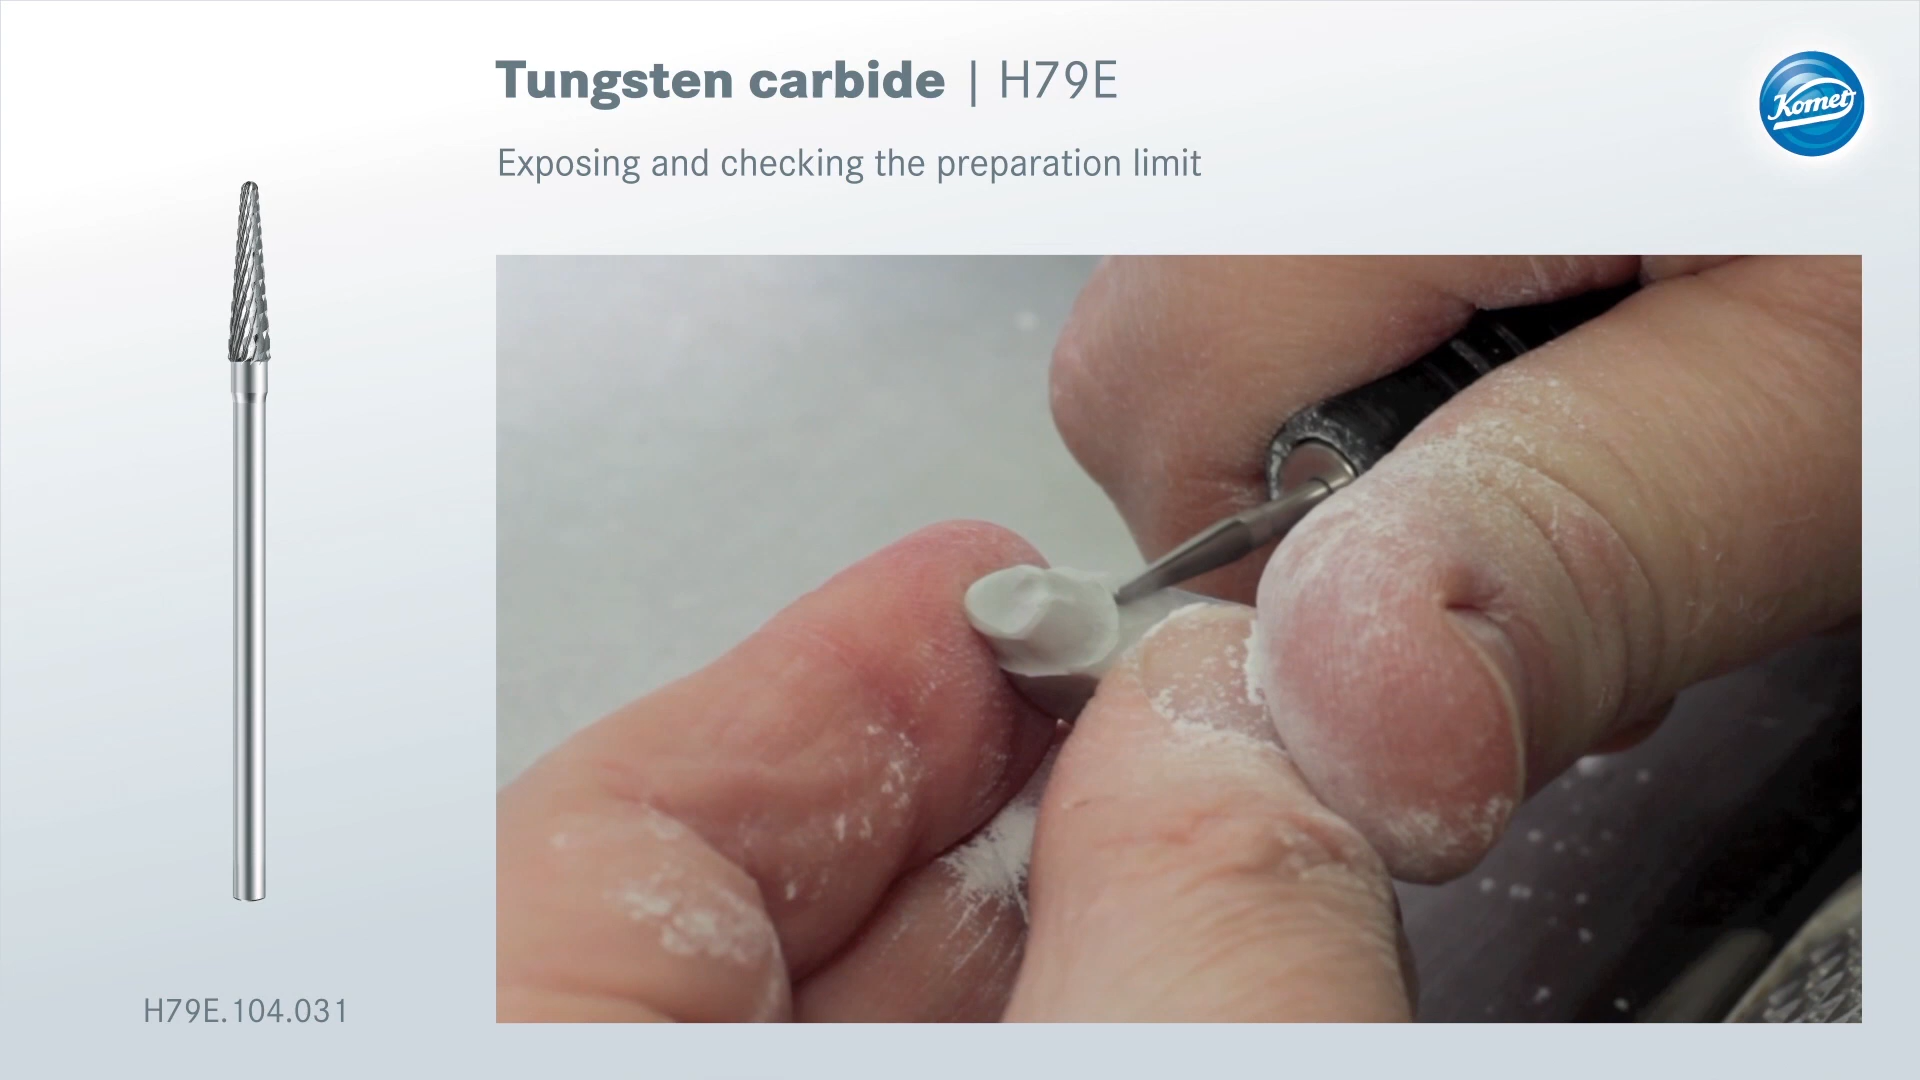 Tungsten carbide | H79E
Komet
Exposing and checking the preparation limit
H79E.104.031